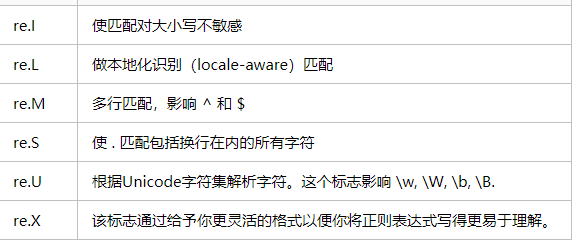 re.I 使匹配对大小写不敏感
re.L 做本地化识别（locale-aware）匹配
re.M 多行匹配，影响 ^ 和 $
re.S 使 . 匹配包括换行在内的所有字符
re.U 根据Unicode字符集解析字符。这个标志影响 \w, \W, \b, \B.
re.X 该标志通过给予你更灵活的格式以便你将正则表达式写得更易于理解。